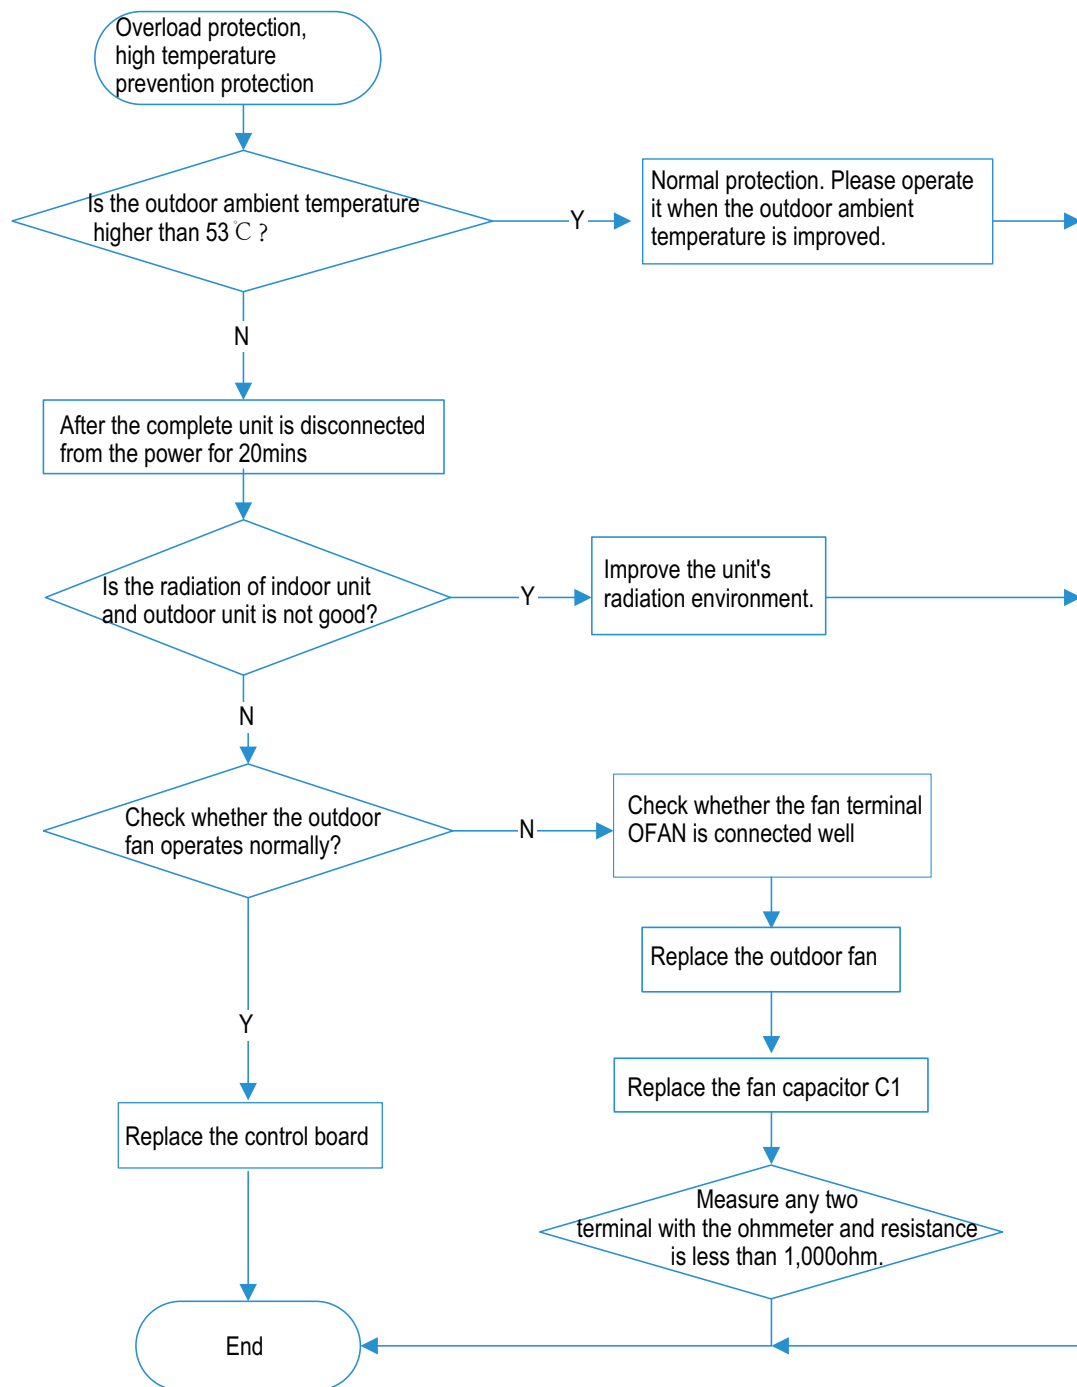 Overload protection,
high temperature
prevention protection
Is the outdoor ambient temperature
higher than 53℃ ?
Y
Normal protection. Please operate
it when the outdoor ambient
temperature is improved.
N
After the complete unit is disconnected
from the power for 20mins
Is the radiation of indoor unit
and outdoor unit is not good?
Y
Improve the unit's
radiation environment.
N
Check whether the outdoor
fan operates normally?
N
Check whether the fan terminal
OFAN is connected well
Replace the outdoor fan
Y
Replace the fan capacitor C1
Replace the control board
Measure any two
terminal with the ohmmeter and resistance
is less than 1,000ohm.
End